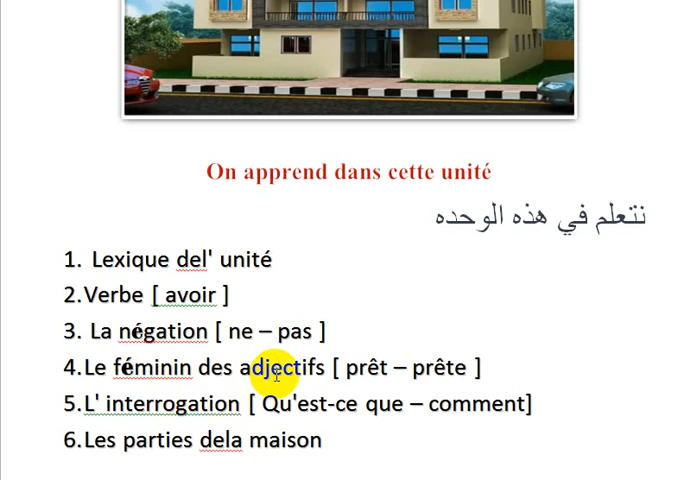 On apprend dans cette unité
نتعلم في هذه الوحده
1. Lexique del' unité
2.Verbe [ avoir ]
3. La négation [ ne – pas ]
4.Le féminin des adjectifs [ prêt – prête ]
5.L' interrogation [ Qu'est-ce que – comment]
6.Les parties dela maison